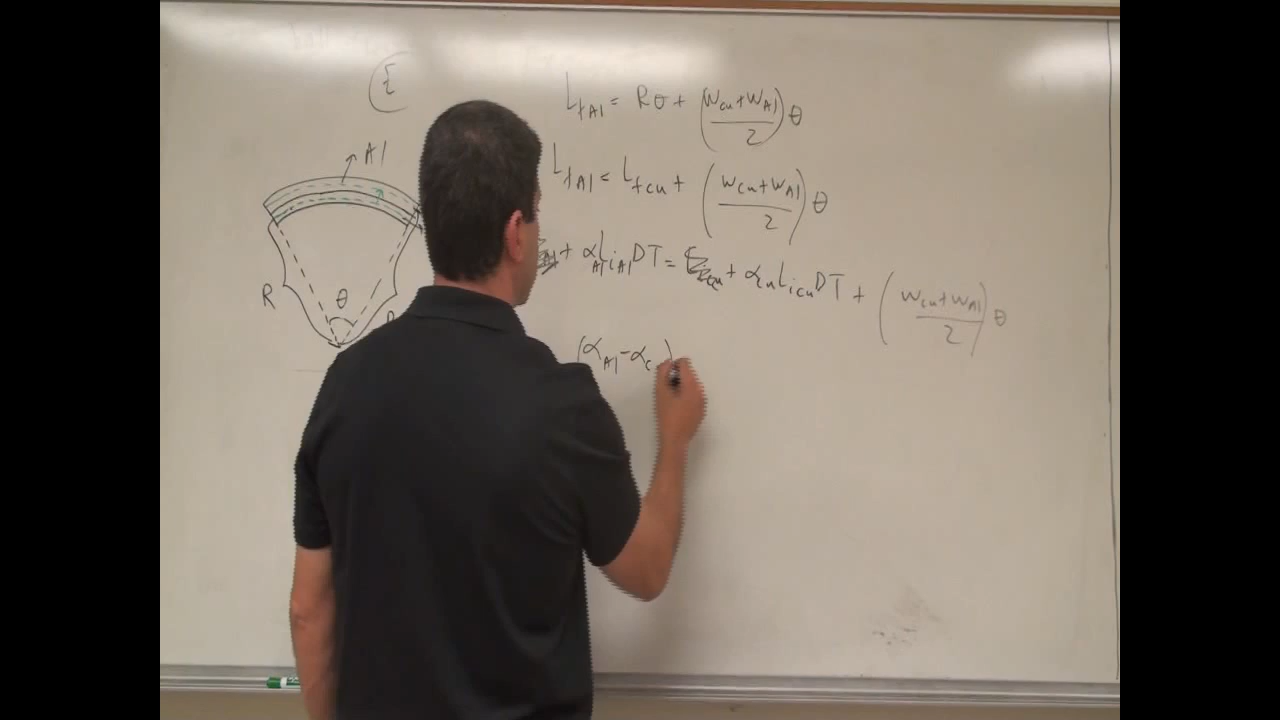 L_fAl = Rθ + (w_cu + w_Al / 2) θ
L_fAl = L_fcu + (w_cu + w_Al / 2) θ
+ α_Al L_iAl DT = + α_cu L_icu DT + (w_cu + w_Al / 2) θ
(α_Al - α_c )
Al
R
θ